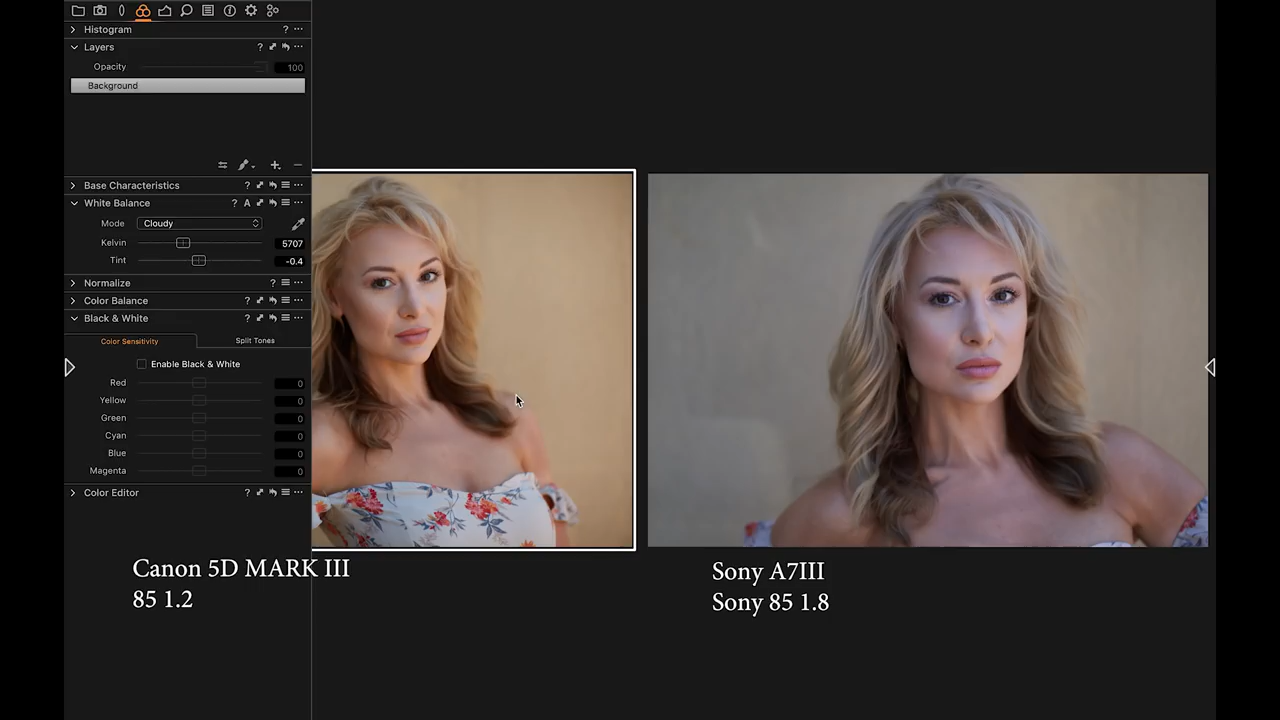 Histogram ? ...
Layers ? ...
Opacity 100
Background
Base Characteristics ? ...
White Balance ? A ...
Mode Cloudy
Kelvin 5707
Tint -0.4
Normalize ? ...
Color Balance ? ...
Black & White ? ...
Color Sensitivity Split Tones
Enable Black & White
Red 0
Yellow 0
Green 0
Cyan 0
Blue 0
Magenta 0
Color Editor ? ...
Canon 5D MARK III
85 1.2
Sony A7III
Sony 85 1.8